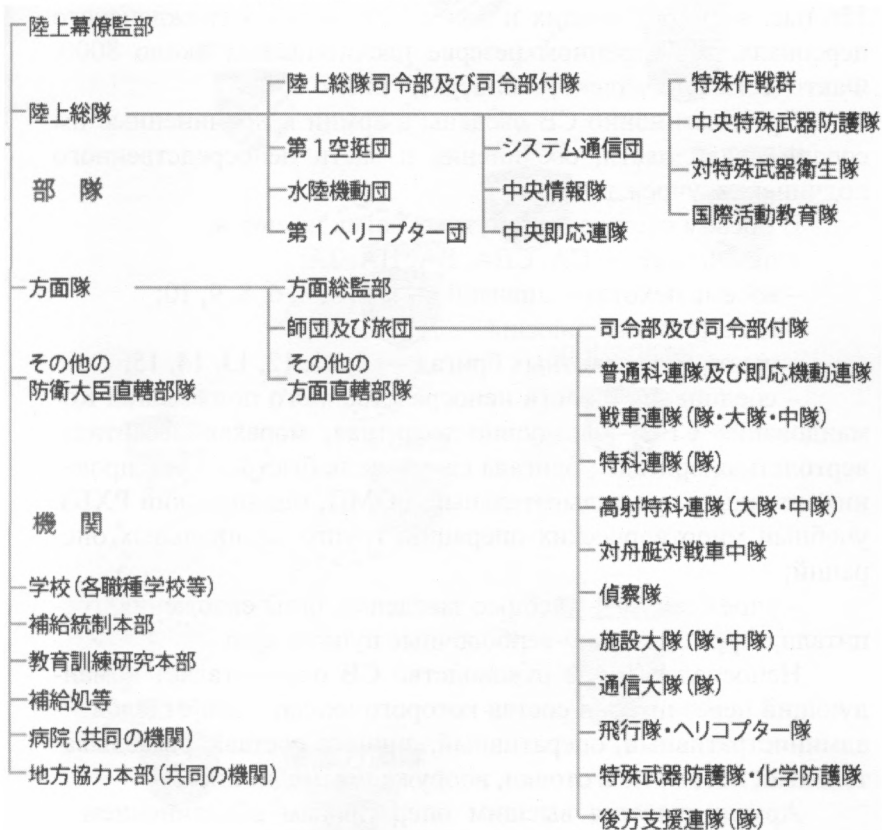 陸上幕僚監部
陸上総隊
陸上総隊司令部及び司令部付隊
第1空挺団
水陸機動団
第1ヘリコプター団
システム通信団
中央情報隊
中央即応連隊
特殊作戦群
中央特殊武器防護隊
対特殊武器衛生隊
国際活動教育隊
部 隊
方面隊
方面総監部
師団及び旅団
その他の
方面直轄部隊
司令部及び司令部付隊
普通科連隊及び即応機動連隊
戦車連隊(隊・大隊・中隊)
特科連隊(隊)
高射特科連隊(大隊・中隊)
対舟艇対戦車中隊
偵察隊
施設大隊(隊・中隊)
通信大隊(隊)
飛行隊・ヘリコプター隊
特殊武器防護隊・化学防護隊
後方支援連隊(隊)
その他の
防衛大臣直轄部隊
機 関
学校(各職種学校等)
補給統制本部
教育訓練研究本部
補給処等
病院(共同の機関)
地方協力本部(共同の機関)